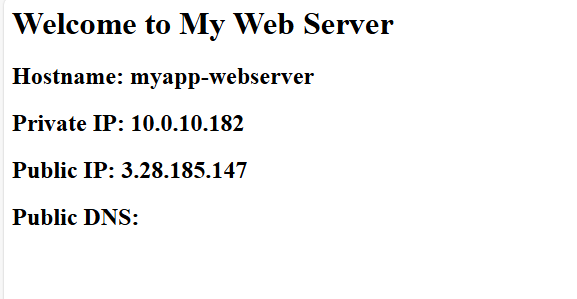 Welcome to My Web Server
Hostname: myapp-webserver
Private IP: 10.0.10.182
Public IP: 3.28.185.147
Public DNS: